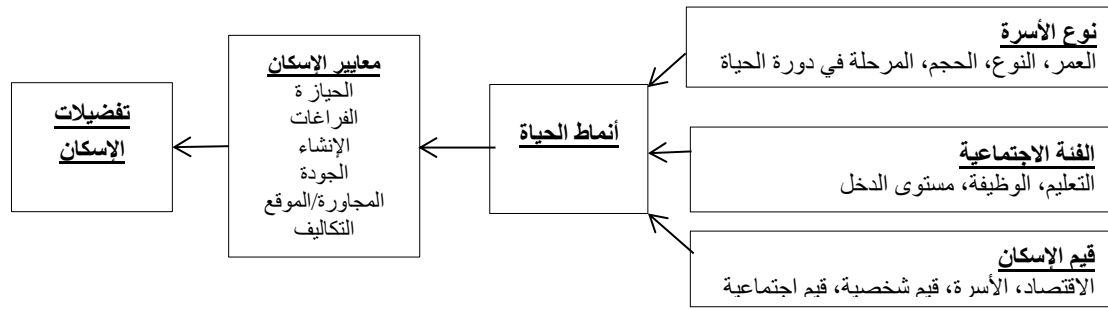 نوع الأسرة
العمر، النوع، الحجم، المرحلة في دورة الحياة
الفئة الاجتماعية
التعليم، الوظيفة، مستوى الدخل
قيم الإسكان
الاقتصاد، الأسرة، قيم شخصية، قيم اجتماعية
أنماط الحياة
معايير الإسكان
الحياز ة
الفراغات
الإنشاء
الجودة
المجاورة/الموقع
التكاليف
تفضيلات
الإسكان